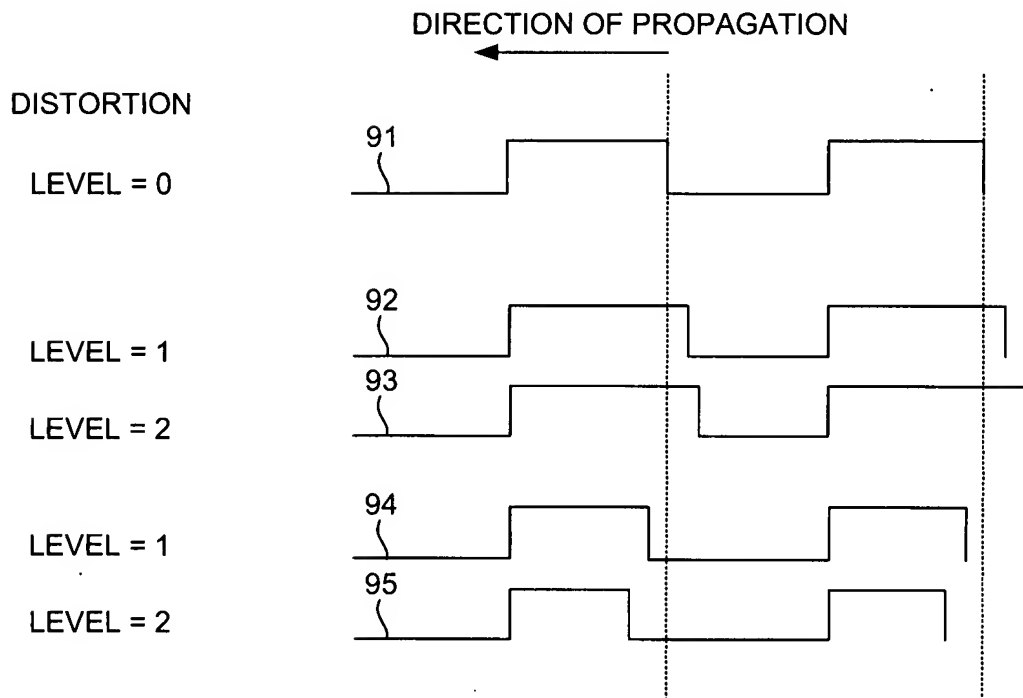 DIRECTION OF PROPAGATION
DISTORTION
91
LEVEL = 0
92
LEVEL = 1
93
LEVEL = 2
94
LEVEL = 1
95
LEVEL = 2